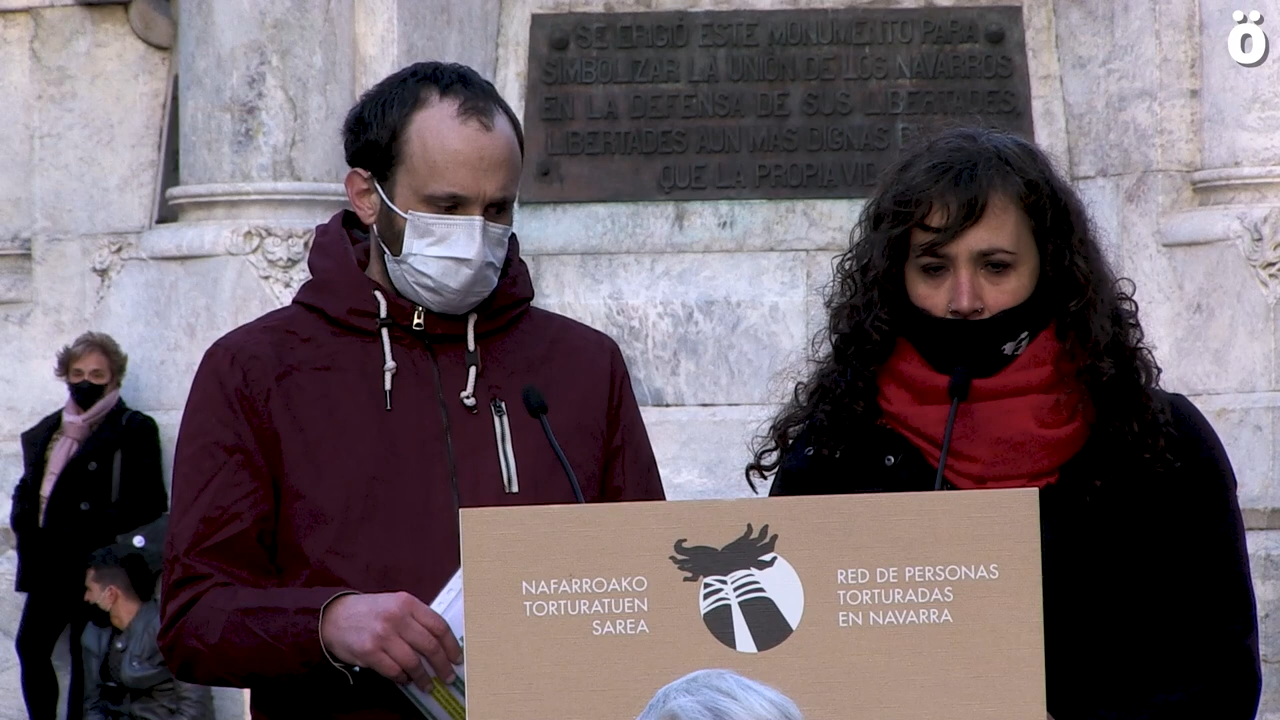 ö
SE ERIGIÓ ESTE MONUMENTO PARA
SIMBOLIZAR LA UNIÓN DE LOS NAVARROS
EN LA DEFENSA DE SUS LIBERTADES,
LIBERTADES AUN MAS DIGNAS
QUE LA PROPIA VID
NAFARROAKO
TORTURATUEN
SAREA
RED DE PERSONAS
TORTURADAS
EN NAVARRA